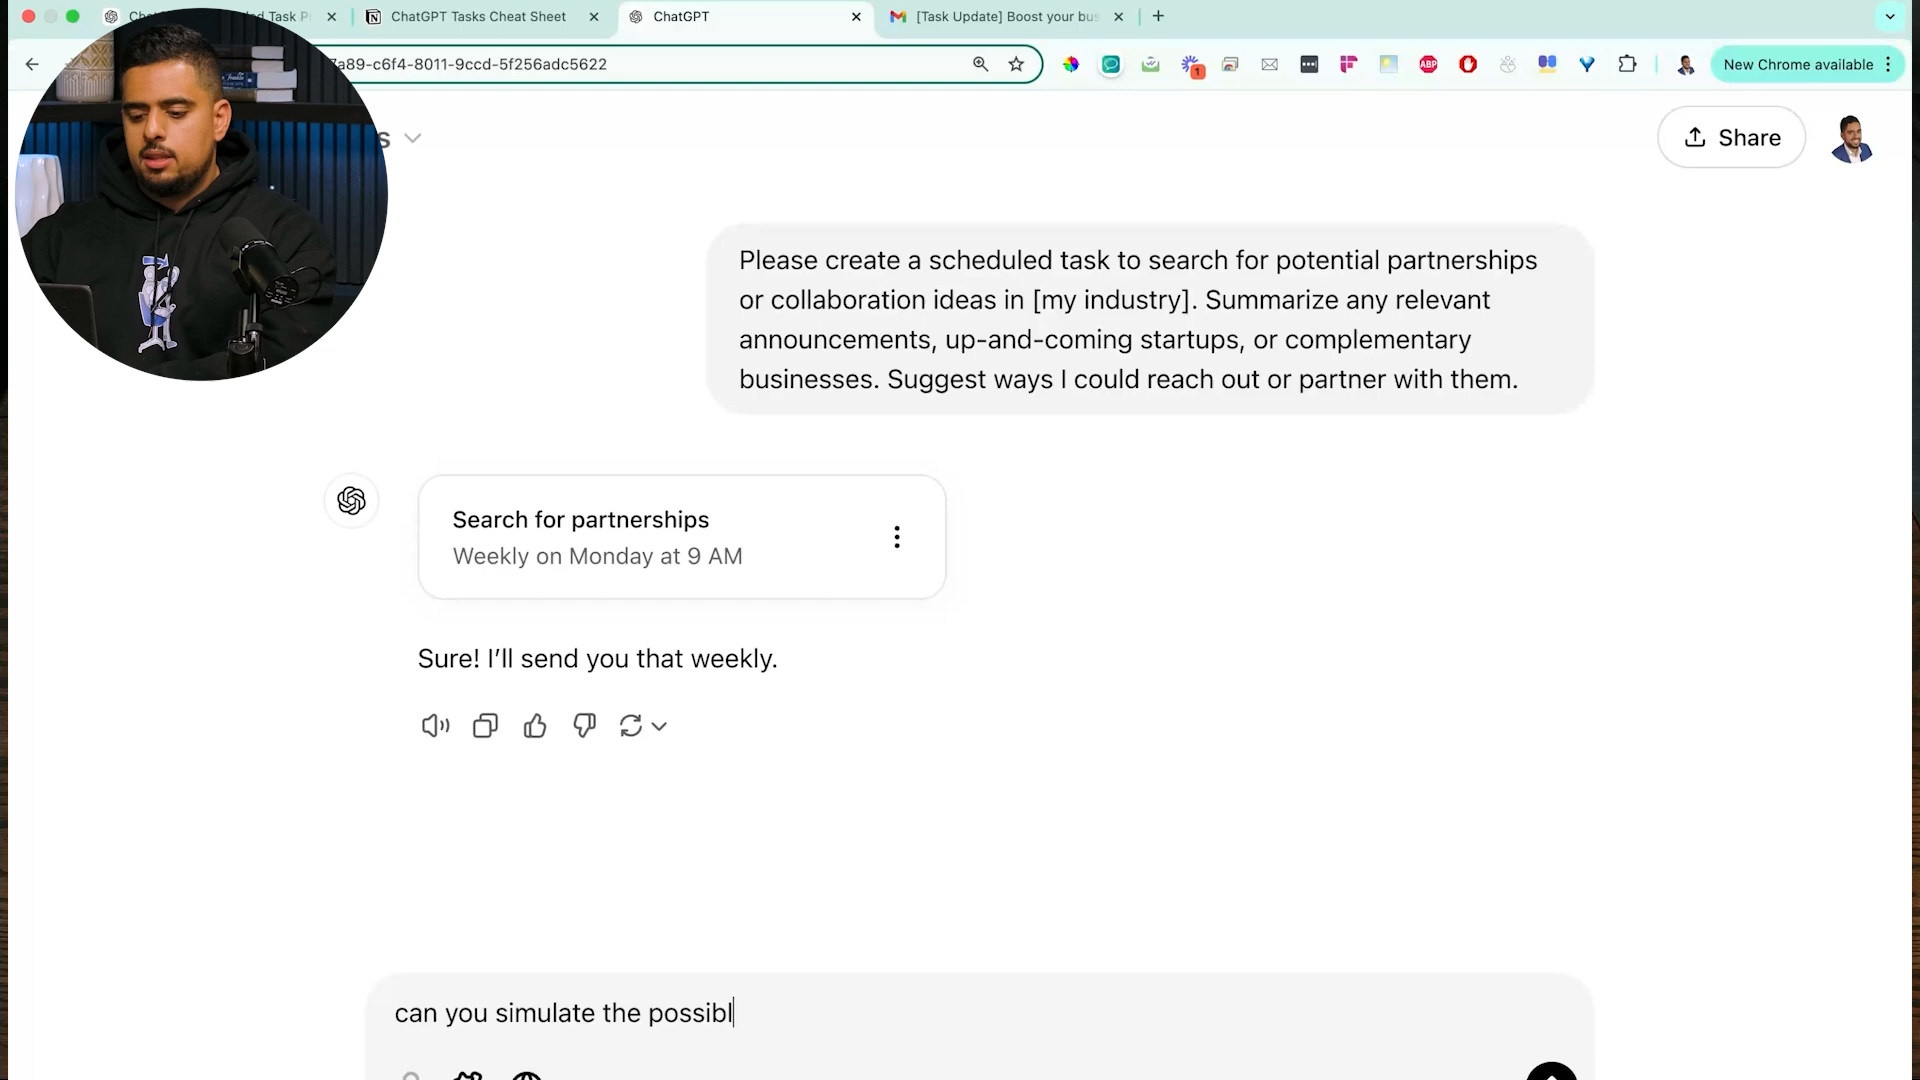 ChatGPT Tasks Cheat Sheet
ChatGPT
[Task Update] Boost your bus
7a89-c6f4-8011-9ccd-5f256adc5622
1
ABP
New Chrome available
Share
Please create a scheduled task to search for potential partnerships
or collaboration ideas in [my industry]. Summarize any relevant
announcements, up-and-coming startups, or complementary
businesses. Suggest ways I could reach out or partner with them.
Search for partnerships
Weekly on Monday at 9 AM
Sure! I’ll send you that weekly.
can you simulate the possibl